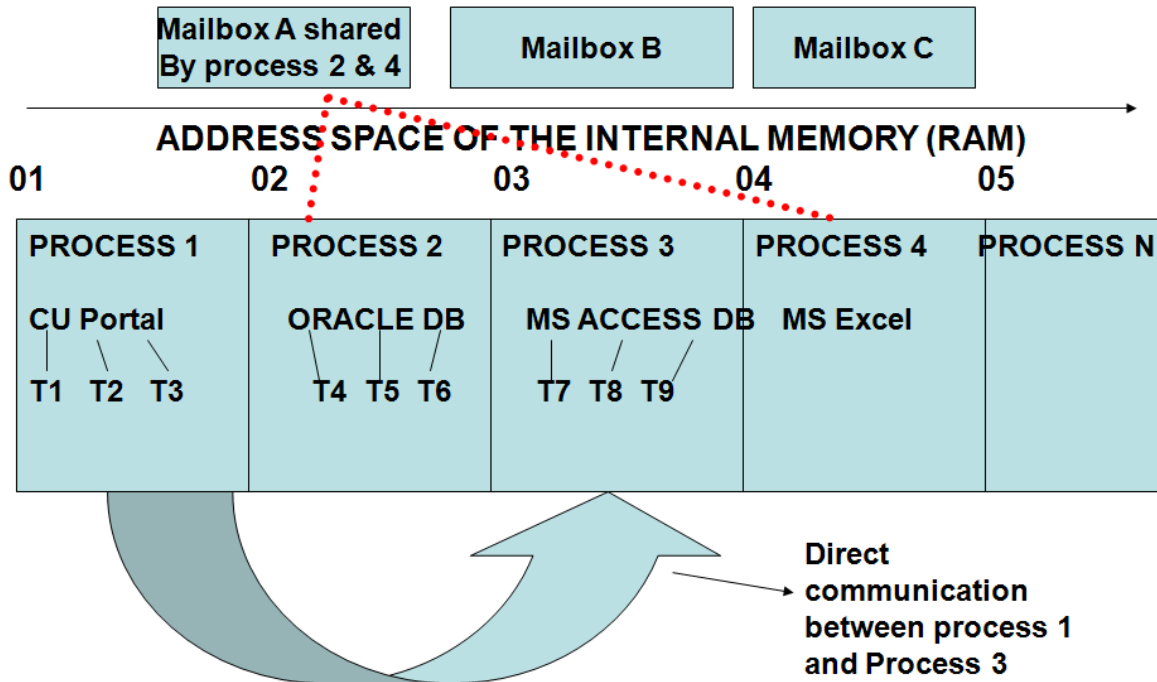 Mailbox A shared
By process 2 & 4
Mailbox B
Mailbox C
ADDRESS SPACE OF THE INTERNAL MEMORY (RAM)
01 02 03 04 05
PROCESS 1 PROCESS 2 PROCESS 3 PROCESS 4 PROCESS N
CU Portal ORACLE DB MS ACCESS DB MS Excel
T1 T2 T3 T4 T5 T6 T7 T8 T9
Direct
communication
between process 1
and Process 3